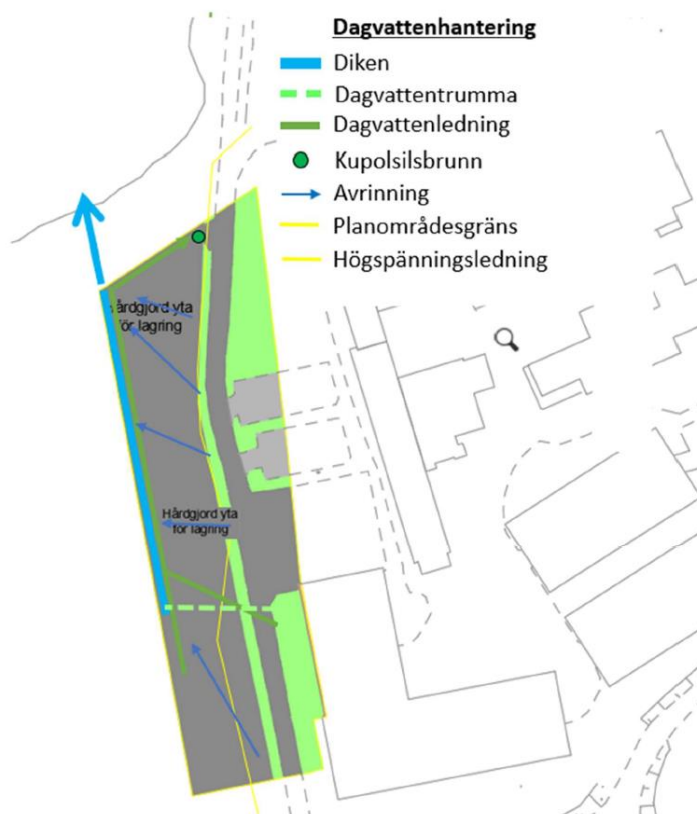 Dagvattenhantering
Diken
Dagvattentrumma
Dagvattenledning
Kupolsilsbrunn
Avrinning
Planområdesgräns
Högspänningsledning
Hårdgjord yta
för lagring
Hårdgjord yta
för lagring